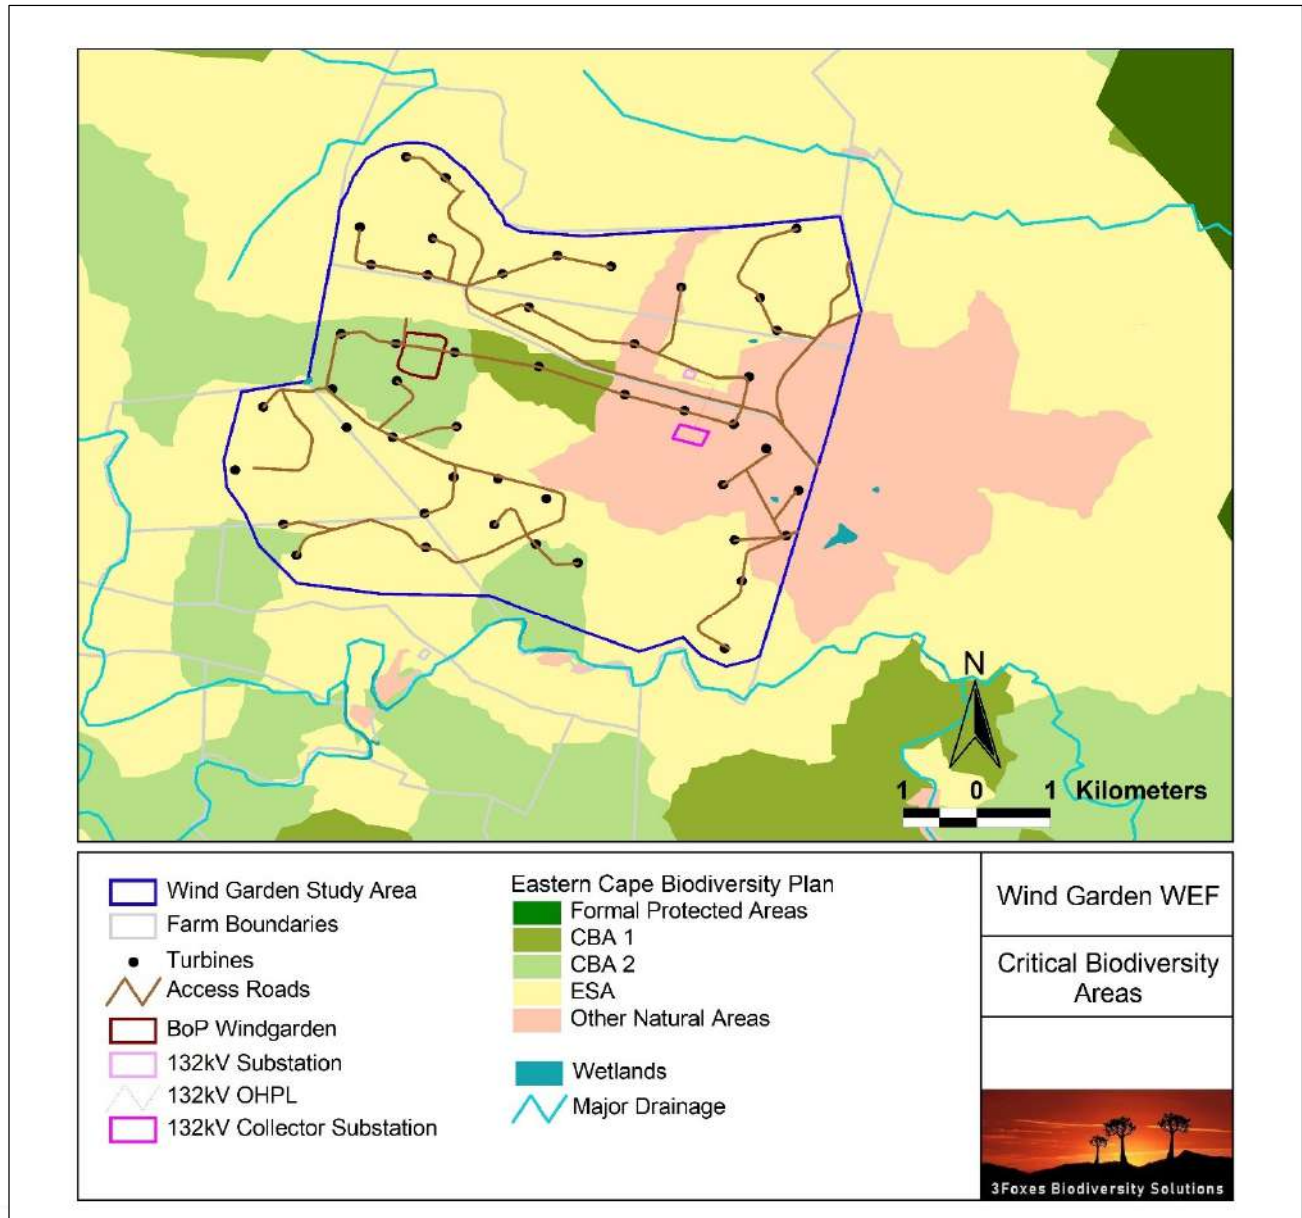 N
1 0 1 Kilometers
Wind Garden Study Area
Farm Boundaries
Turbines
Access Roads
BoP Windgarden
132kV Substation
132kV OHPL
132kV Collector Substation
Eastern Cape Biodiversity Plan
Formal Protected Areas
CBA 1
CBA 2
ESA
Other Natural Areas
Wetlands
Major Drainage
Wind Garden WEF
Critical Biodiversity
Areas
3Foxes Biodiversity Solutions